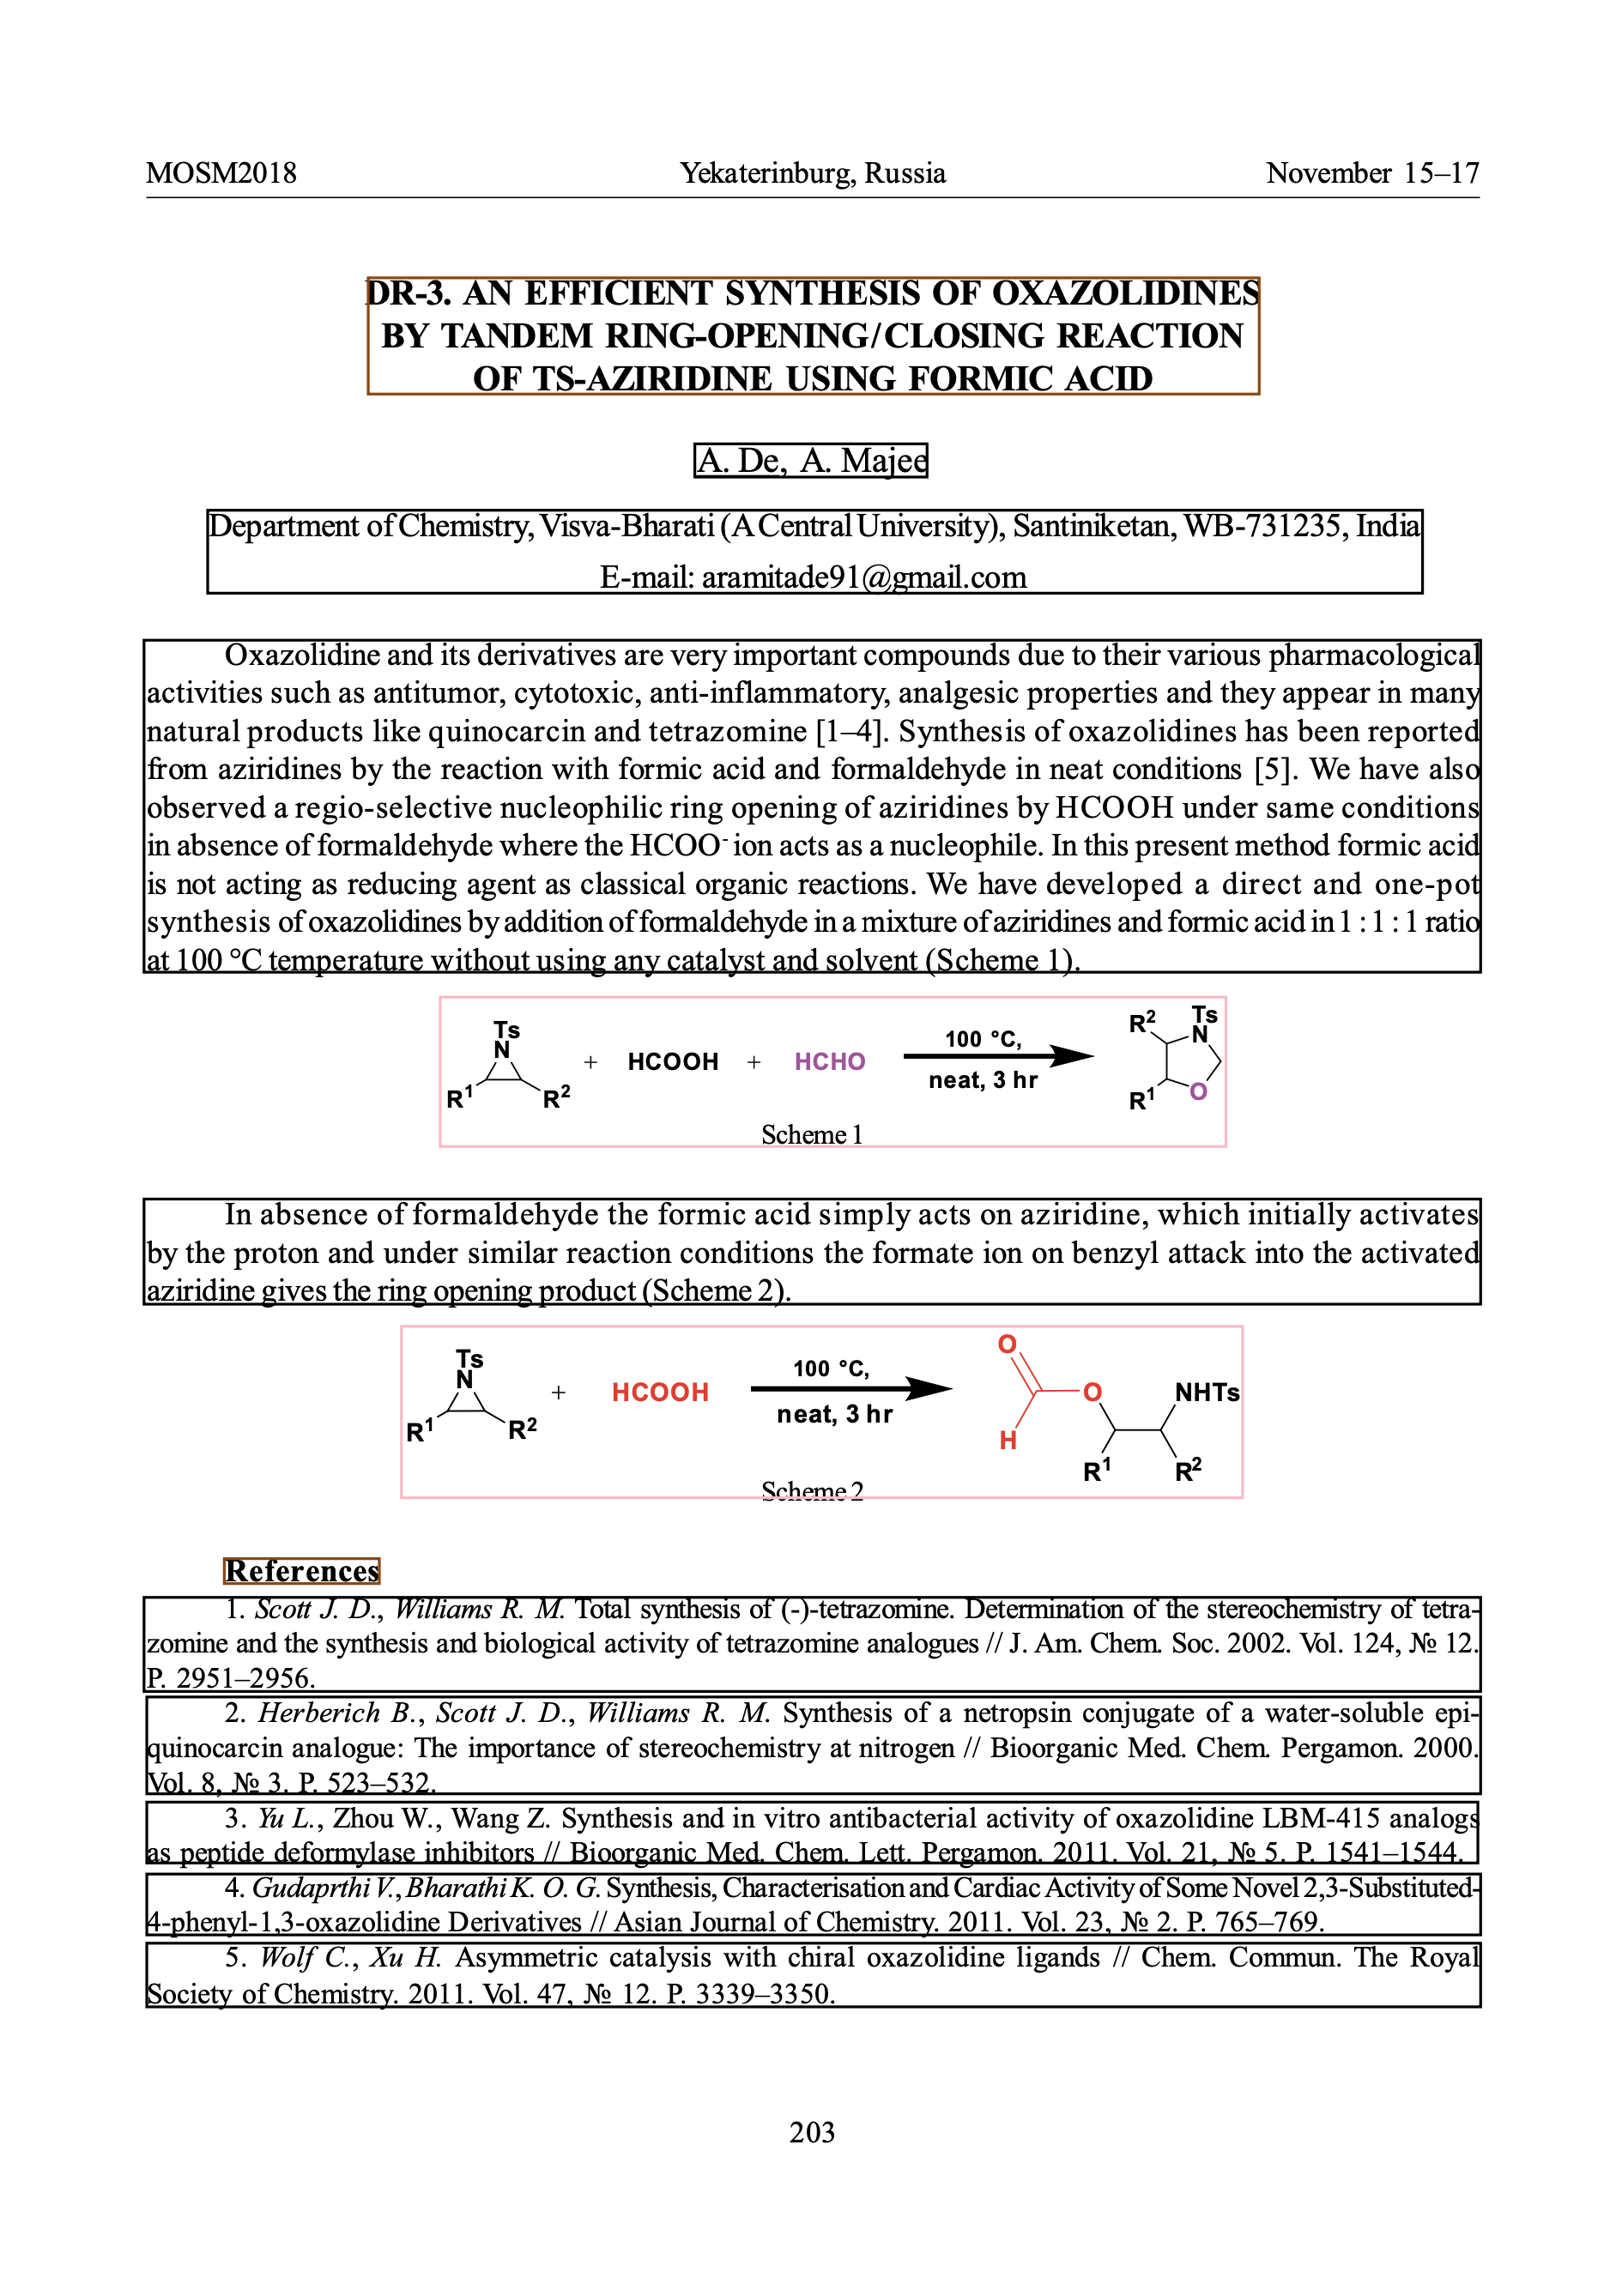 MOSM2018 Yekaterinburg, Russia November 15–17
DR-3. AN EFFICIENT SYNTHESIS OF OXAZOLIDINES
BY TANDEM RING-OPENING/CLOSING REACTION
OF TS-AZIRIDINE USING FORMIC ACID
A. De, A. Majee
Department of Chemistry, Visva-Bharati (A Central University), Santiniketan, WB-731235, India
E-mail: aramitade91@gmail.com
Oxazolidine and its derivatives are very important compounds due to their various pharmacological
activities such as antitumor, cytotoxic, anti-inflammatory, analgesic properties and they appear in many
natural products like quinocarcin and tetrazomine [1–4]. Synthesis of oxazolidines has been reported
from aziridines by the reaction with formic acid and formaldehyde in neat conditions [5]. We have also
observed a regio-selective nucleophilic ring opening of aziridines by HCOOH under same conditions
in absence of formaldehyde where the HCOO⁻ ion acts as a nucleophile. In this present method formic acid
is not acting as reducing agent as classical organic reactions. We have developed a direct and one-pot
synthesis of oxazolidines by addition of formaldehyde in a mixture of aziridines and formic acid in 1 : 1 : 1 ratio
at 100 °C temperature without using any catalyst and solvent (Scheme 1).
Ts
N
R¹ R² + HCOOH + HCHO
100 °C,
neat, 3 hr
R² Ts
N
R¹ O
Scheme 1
In absence of formaldehyde the formic acid simply acts on aziridine, which initially activates
by the proton and under similar reaction conditions the formate ion on benzyl attack into the activated
aziridine gives the ring opening product (Scheme 2).
Ts
N
R¹ R² + HCOOH
100 °C,
neat, 3 hr
O
O NHTs
H
R¹ R²
Scheme 2
References
1. Scott J. D., Williams R. M. Total synthesis of (-)-tetrazomine. Determination of the stereochemistry of tetra-
zomine and the synthesis and biological activity of tetrazomine analogues // J. Am. Chem. Soc. 2002. Vol. 124, № 12.
P. 2951–2956.
2. Herberich B., Scott J. D., Williams R. M. Synthesis of a netropsin conjugate of a water-soluble epi-
quinocarcin analogue: The importance of stereochemistry at nitrogen // Bioorganic Med. Chem. Pergamon. 2000.
Vol. 8, № 3. P. 523–532.
3. Yu L., Zhou W., Wang Z. Synthesis and in vitro antibacterial activity of oxazolidine LBM-415 analogs
as peptide deformylase inhibitors // Bioorganic Med. Chem. Lett. Pergamon. 2011. Vol. 21, № 5. P. 1541–1544.
4. Gudaprthi V., Bharathi K. O. G. Synthesis, Characterisation and Cardiac Activity of Some Novel 2,3-Substituted-
4-phenyl-1,3-oxazolidine Derivatives // Asian Journal of Chemistry. 2011. Vol. 23, № 2. P. 765–769.
5. Wolf C., Xu H. Asymmetric catalysis with chiral oxazolidine ligands // Chem. Commun. The Royal
Society of Chemistry. 2011. Vol. 47, № 12. P. 3339–3350.
203